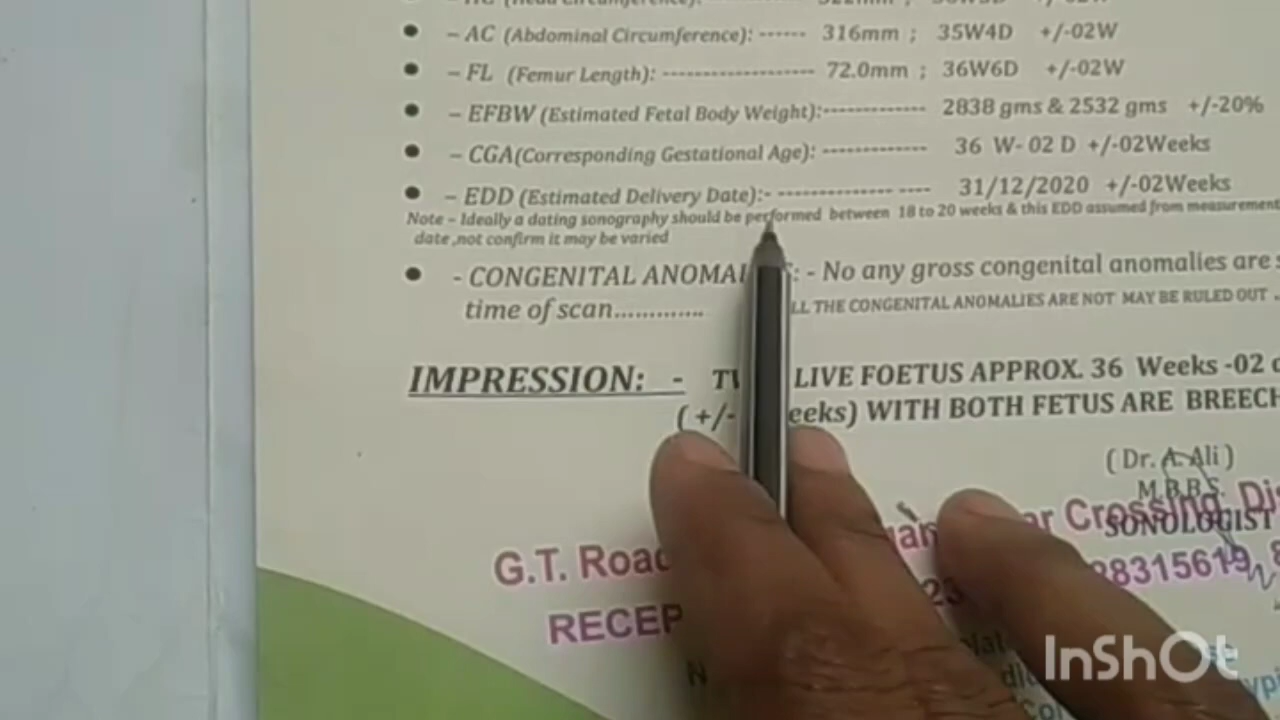 - AC (Abdominal Circumference): ------ 316mm ; 35W4D +/-02W
- FL (Femur Length): ------------------ 72.0mm ; 36W6D +/-02W
- EFBW (Estimated Fetal Body Weight):------------ 2838 gms & 2532 gms +/-20%
- CGA(Corresponding Gestational Age): ------------ 36 W- 02 D +/-02Weeks
- EDD (Estimated Delivery Date):- ------------- ---- 31/12/2020 +/-02Weeks
Note – Ideally a dating sonography should be performed between 18 to 20 weeks & this EDD assumed from measurement
date ,not confirm it may be varied
- CONGENITAL ANOMAL : - No any gross congenital anomalies are
time of scan............. THE CONGENITAL ANOMALIES ARE NOT MAY BE RULED OUT
IMPRESSION: - LIVE FOETUS APPROX. 36 Weeks -02
( +/- eeks) WITH BOTH FETUS ARE BREECH
( Dr. A. Ali )
M.B.B.S.
SONOLOGIST
G.T. Road Crossing,
RECEP
InShOt